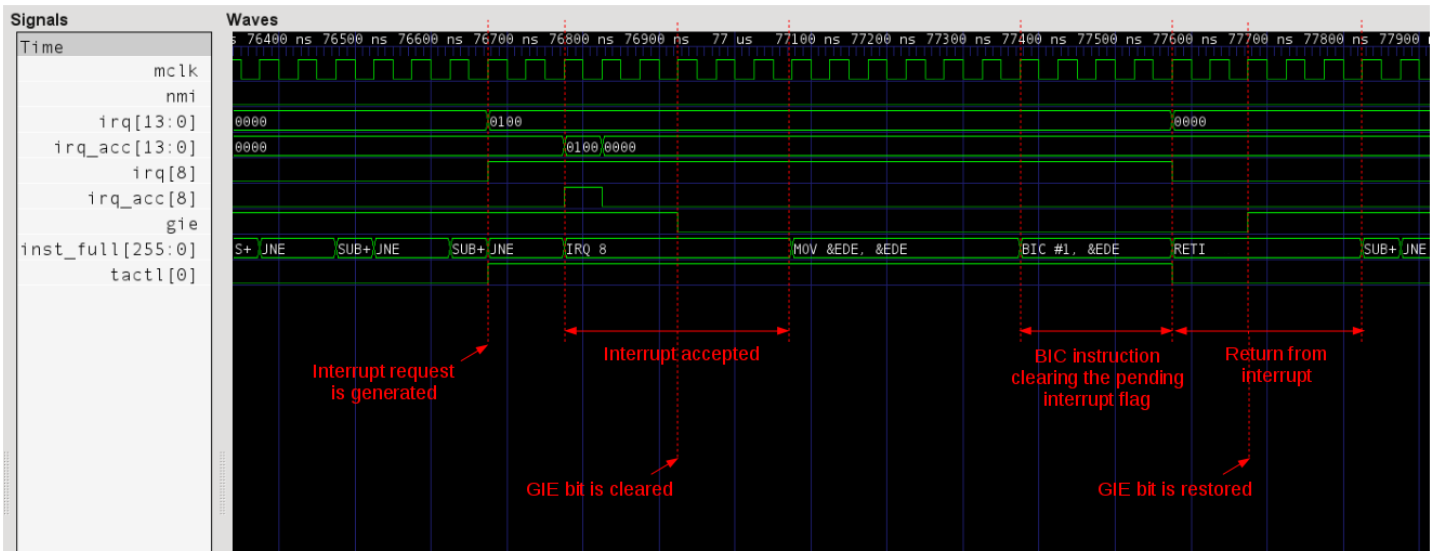 Signals
Waves
Time
s 76400 ns 76500 ns 76600 ns 76700 ns 76800 ns 76900 ns 77 us 77100 ns 77200 ns 77300 ns 77400 ns 77500 ns 77600 ns 77700 ns 77800 ns 77900
mclk
nmi
irq[13:0] 0000 0100 0000
irq_acc[13:0] 0000 0100 0000
irq[8]
irq_acc[8]
gie
inst_full[255:0] S+ JNE SUB+ JNE SUB+ JNE IRQ 8 MOV &EDE, &EDE BIC #1, &EDE RETI SUB+ JNE
tactl[0]
Interrupt request
is generated
Interrupt accepted
BIC instruction
clearing the pending
interrupt flag
Return from
interrupt
GIE bit is cleared
GIE bit is restored